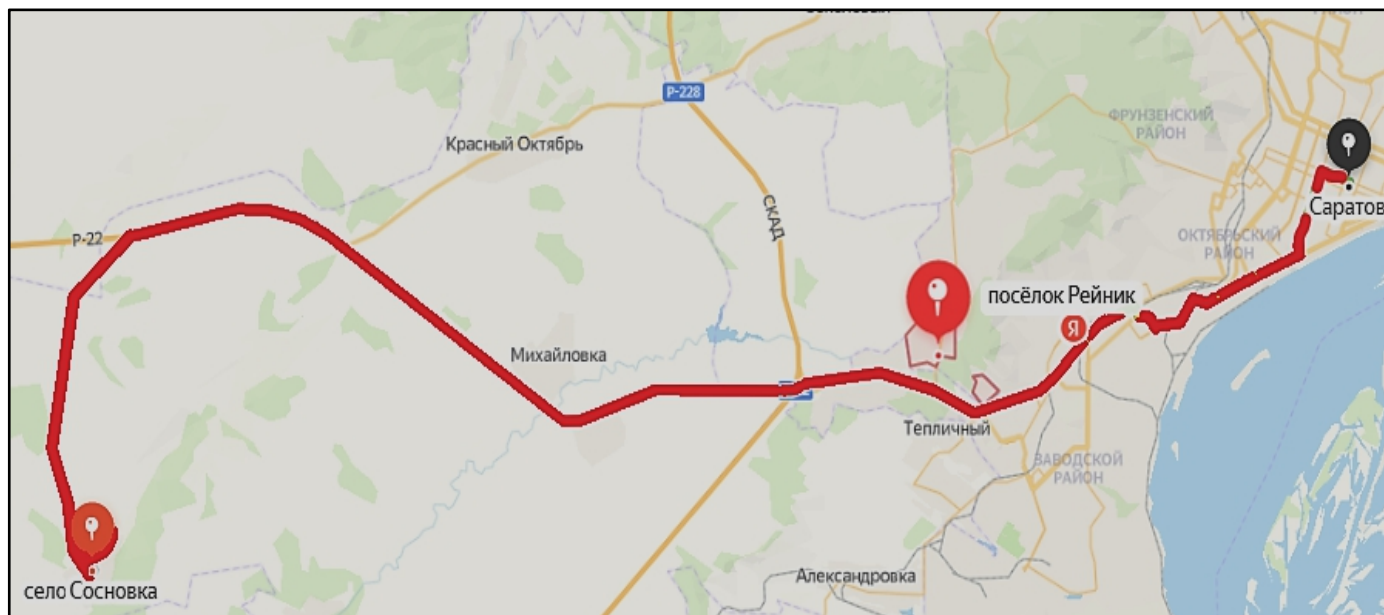 Р-228
ФРУНЗЕНСКИЙ
РАЙОН
Красный Октябрь
СКАД
Саратов
Р-22
ОКТЯБРЬСКИЙ
РАЙОН
посёлок Рейник
Я
Михайловка
Тепличный
ЗАВОДСКОЙ
РАЙОН
Александровка
село Сосновка